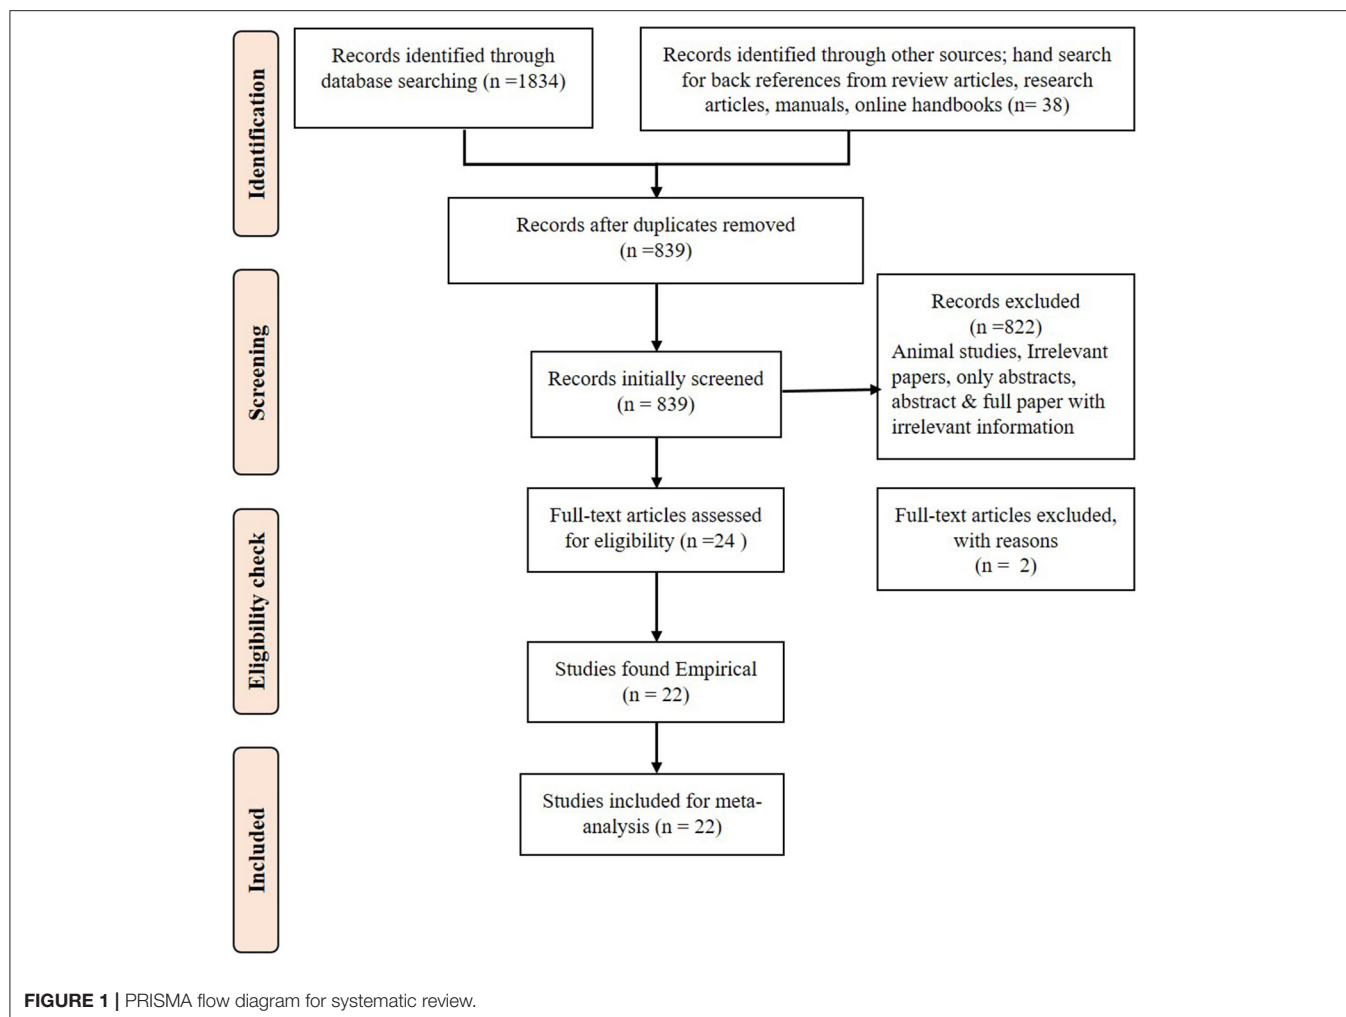 Identification
Records identified through
database searching (n =1834)
Records identified through other sources; hand search
for back references from review articles, research
articles, manuals, online handbooks (n= 38)
Records after duplicates removed
(n =839)
Screening
Records initially screened
(n = 839)
Records excluded
(n =822)
Animal studies, Irrelevant
papers, only abstracts,
abstract & full paper with
irrelevant information
Eligibility check
Full-text articles assessed
for eligibility (n =24 )
Full-text articles excluded,
with reasons
(n =  2)
Studies found Empirical
(n = 22)
Included
Studies included for meta-
analysis (n = 22)
FIGURE 1 | PRISMA flow diagram for systematic review.